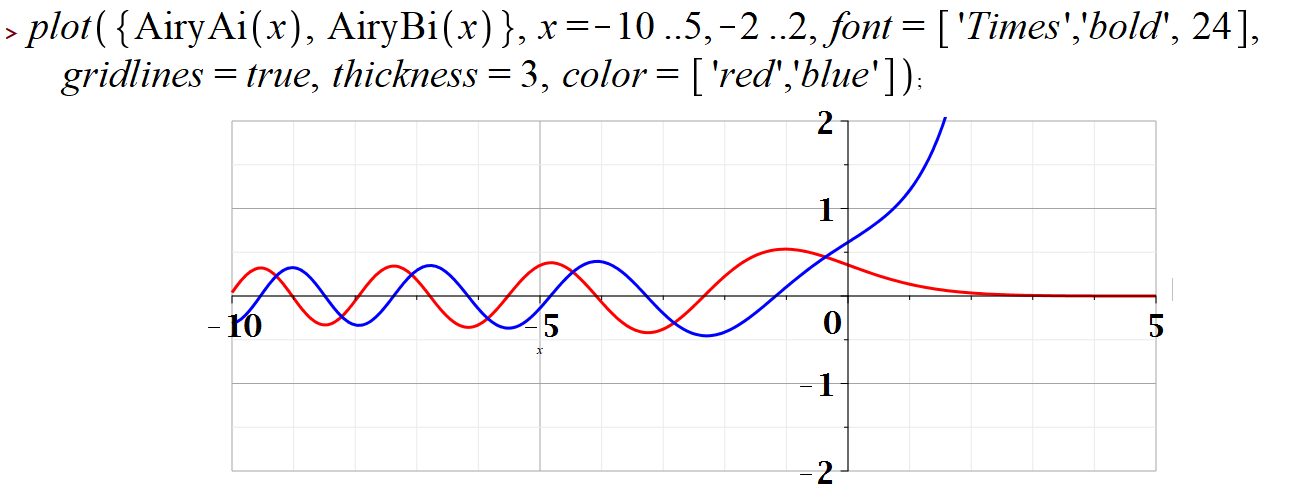 > plot({AiryAi(x), AiryBi(x)}, x=−10 ..5,−2 ..2, font = ['Times','bold', 24],
gridlines = true, thickness = 3, color = ['red','blue']);
2
1
0
−10
−5
5
x
−1
−2